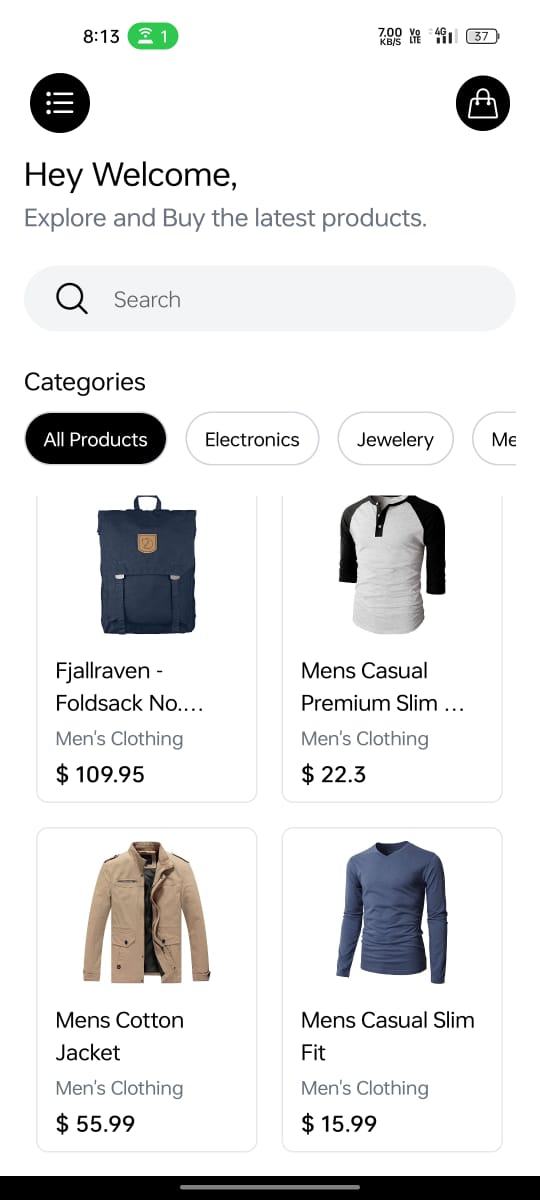 8:13 1 7.00 KB/S Vo LTE 4G 37
Hey Welcome,
Explore and Buy the latest products.
Search
Categories
All Products Electronics Jewelery Me
Fjallraven - 
Foldsack No....
Men's Clothing
$ 109.95
Mens Casual
Premium Slim ...
Men's Clothing
$ 22.3
Mens Cotton
Jacket
Men's Clothing
$ 55.99
Mens Casual Slim
Fit
Men's Clothing
$ 15.99